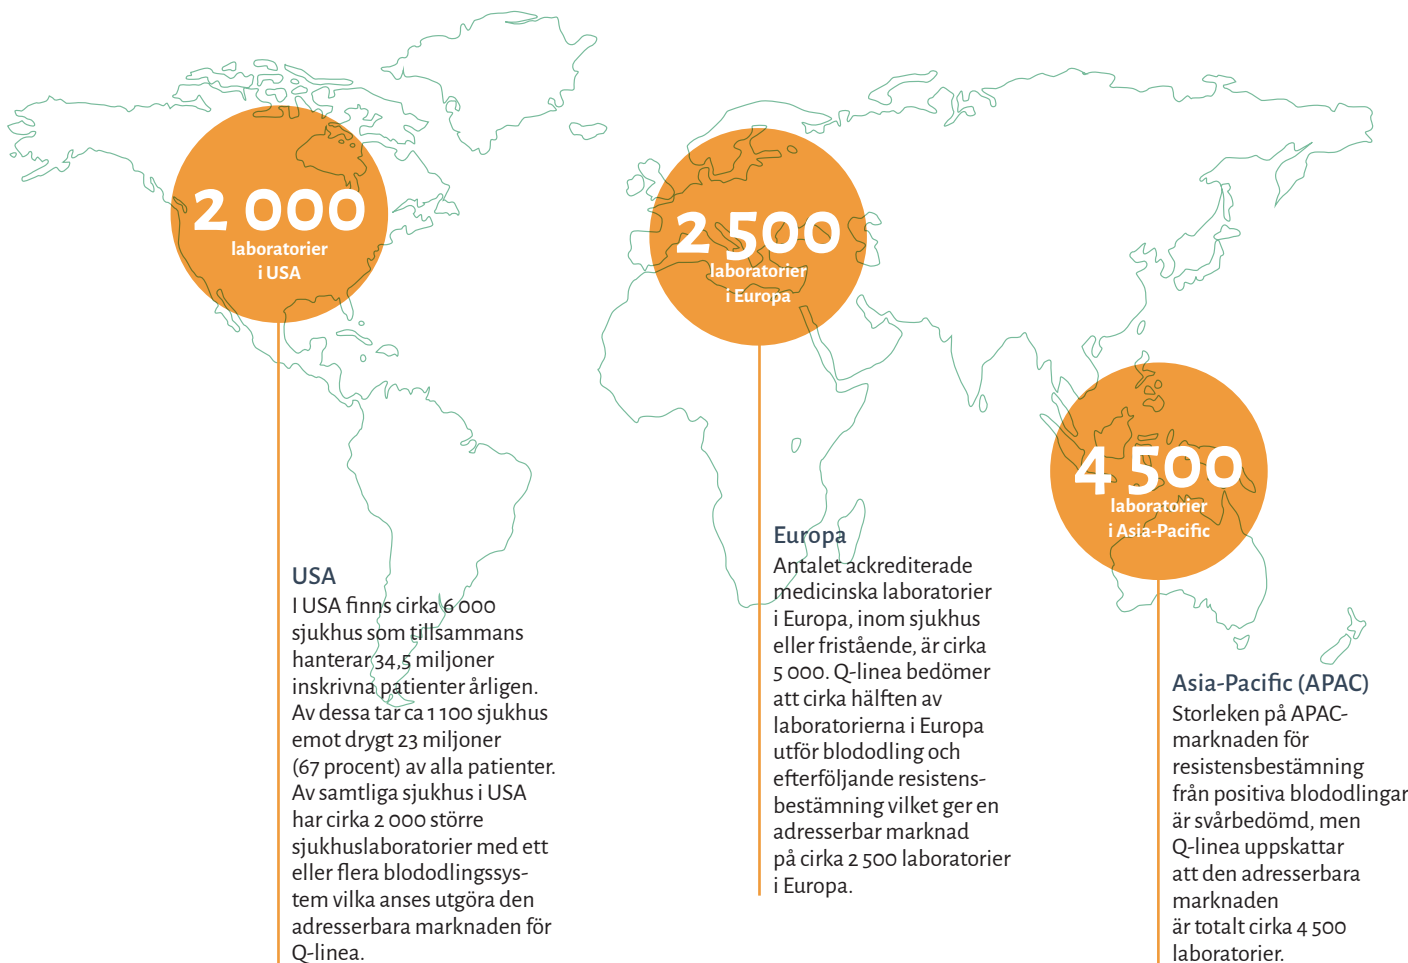 2 000
laboratorier
i USA
2 500
laboratorier
i Europa
4 500
laboratorier
i Asia-Pacific
USA
I USA finns cirka 6 000
sjukhus som tillsammans
hanterar 34,5 miljoner
inskrivna patienter årligen.
Av dessa tar ca 1 100 sjukhus
emot drygt 23 miljoner
(67 procent) av alla patienter.
Av samtliga sjukhus i USA
har cirka 2 000 större
sjukhuslaboratorier med ett
eller flera blododlingssys-
tem vilka anses utgöra den
adresserbara marknaden för
Q-linea.
Europa
Antalet ackrediterade
medicinska laboratorier
i Europa, inom sjukhus
eller fristående, är cirka
5 000. Q-linea bedömer
att cirka hälften av
laboratorierna i Europa
utför blododling och
efterföljande resistens-
bestämning vilket ger en
adresserbar marknad
på cirka 2 500 laboratorier
i Europa.
Asia-Pacific (APAC)
Storleken på APAC-
marknaden för
resistensbestämning
från positiva blododlingar
är svårbedömd, men
Q-linea uppskattar
att den adresserbara
marknaden
är totalt cirka 4 500
laboratorier.